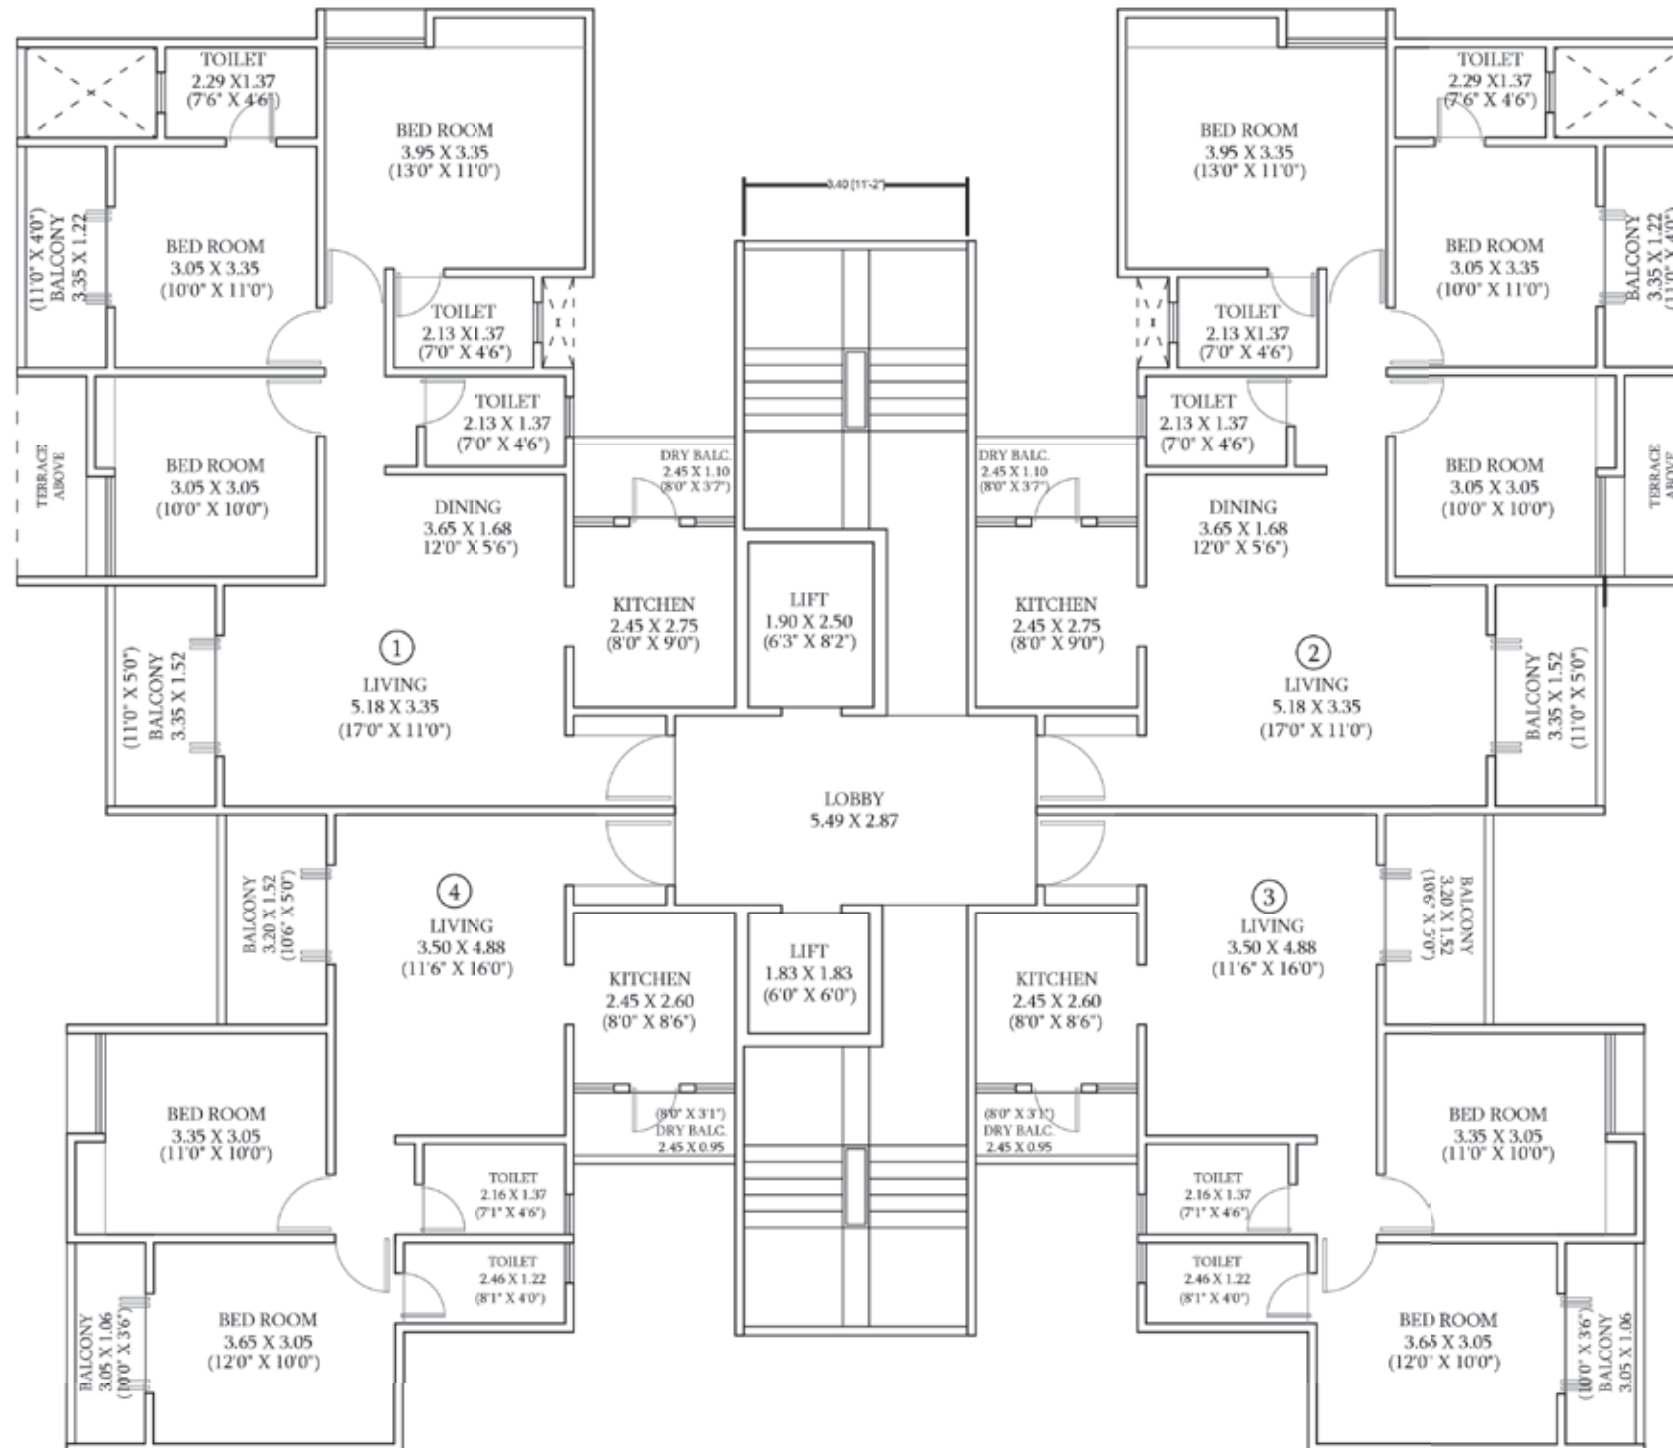 TOILET
2.29 X1.37
(7'6" X 4'6")
BED ROOM
3.95 X 3.35
(13'0" X 11'0")
(11'0" X 4'0")
BALCONY
3.35 X 1.22
BED ROOM
3.05 X 3.35
(10'0" X 11'0")
TOILET
2.13 X1.37
(7'0" X 4'6")
TOILET
2.13 X 1.37
(7'0" X 4'6")
TERRACE
ABOVE
BED ROOM
3.05 X 3.05
(10'0" X 10'0")
DINING
3.65 X 1.68
12'0" X 5'6")
DRY BALC.
2.45 X 1.10
(8'0" X 3'7")
KITCHEN
2.45 X 2.75
(8'0" X 9'0")
(11'0" X 5'0")
BALCONY
3.35 X 1.52
1
LIVING
5.18 X 3.35
(17'0" X 11'0")
3.40 [11'-2"]
LIFT
1.90 X 2.50
(6'3" X 8'2")
LOBBY
5.49 X 2.87
LIFT
1.83 X 1.83
(6'0" X 6'0")
TOILET
2.29 X1.37
(7'6" X 4'6")
BED ROOM
3.95 X 3.35
(13'0" X 11'0")
BED ROOM
3.05 X 3.35
(10'0" X 11'0")
BALCONY
3.35 X 1.22
(11'0" X 4'0")
TOILET
2.13 X1.37
(7'0" X 4'6")
TOILET
2.13 X 1.37
(7'0" X 4'6")
BED ROOM
3.05 X 3.05
(10'0" X 10'0")
TERRACE
ABOVE
DRY BALC.
2.45 X 1.10
(8'0" X 3'7")
DINING
3.65 X 1.68
12'0" X 5'6")
KITCHEN
2.45 X 2.75
(8'0" X 9'0")
2
LIVING
5.18 X 3.35
(17'0" X 11'0")
BALCONY
3.35 X 1.52
(11'0" X 5'0")
BALCONY
3.20 X 1.52
(10'6" X 5'0")
4
LIVING
3.50 X 4.88
(11'6" X 16'0")
KITCHEN
2.45 X 2.60
(8'0" X 8'6")
(8'0" X 3'1")
DRY BALC.
2.45 X 0.95
BED ROOM
3.35 X 3.05
(11'0" X 10'0")
TOILET
2.16 X 1.37
(7'1" X 4'6")
TOILET
2.46 X 1.22
(8'1" X 4'0")
BALCONY
3.05 X 1.06
(10'0" X 3'6")
BED ROOM
3.65 X 3.05
(12'0" X 10'0")
KITCHEN
2.45 X 2.60
(8'0" X 8'6")
3
LIVING
3.50 X 4.88
(11'6" X 16'0")
BALCONY
3.20 X 1.52
(10'6" X 5'0")
(8'0" X 3'1")
DRY BALC.
2.45 X 0.95
TOILET
2.16 X 1.37
(7'1" X 4'6")
BED ROOM
3.35 X 3.05
(11'0" X 10'0")
TOILET
2.46 X 1.22
(8'1" X 4'0")
BED ROOM
3.65 X 3.05
(12'0" X 10'0")
(10'0" X 3'6")
BALCONY
3.05 X 1.06